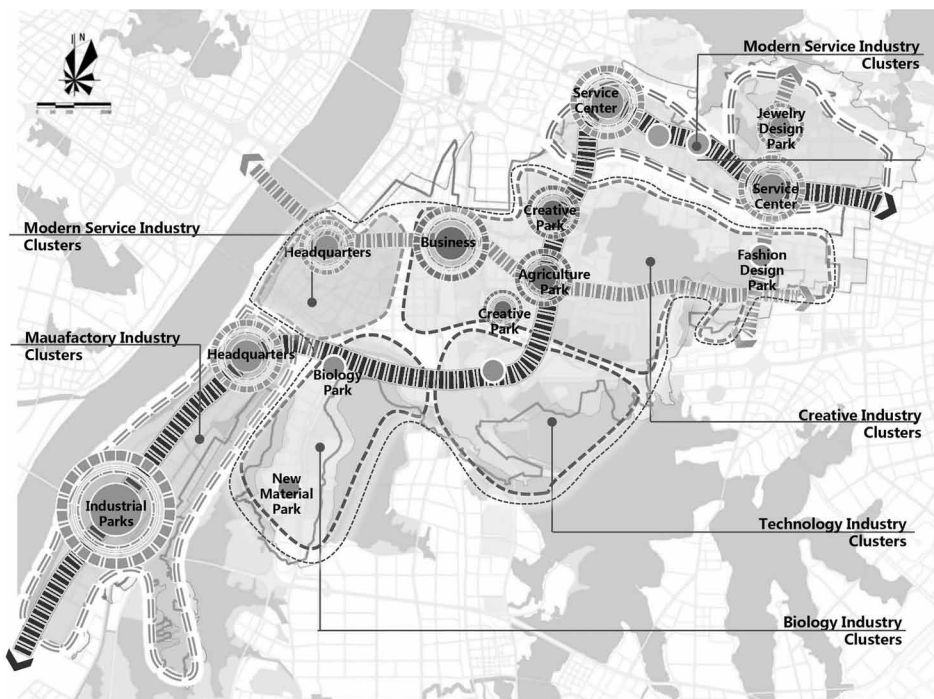 N
Modern Service Industry
Clusters
Service
Center
Jewelry
Design
Park
Service
Center
Creative
Park
Modern Service Industry
Clusters
Headquarters
Business
Agriculture
Park
Fashion
Design
Park
Creative
Park
Mauafactory Industry
Clusters
Headquarters
Biology
Park
Creative Industry
Clusters
New
Material
Park
Industrial
Parks
Technology Industry
Clusters
Biology Industry
Clusters